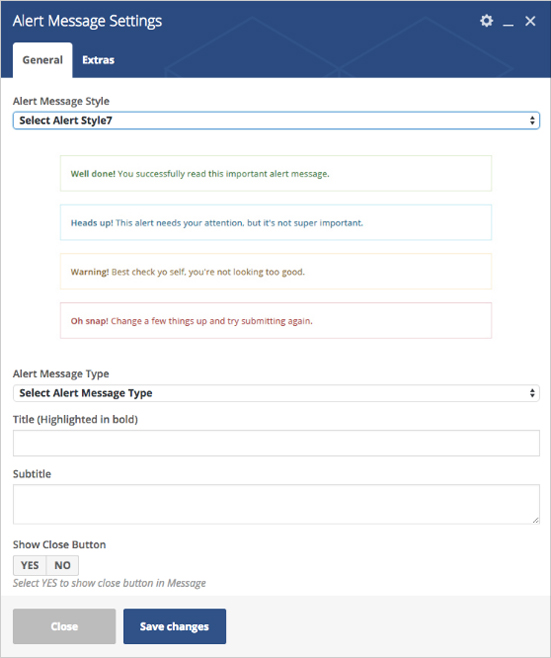 Alert Message Settings
General
Extras
Alert Message Style
Select Alert Style7
Well done! You successfully read this important alert message.
Heads up! This alert needs your attention, but it's not super important.
Warning! Best check yo self, you're not looking too good.
Oh snap! Change a few things up and try submitting again.
Alert Message Type
Select Alert Message Type
Title (Highlighted in bold)
Subtitle
Show Close Button
YES NO
Select YES to show close button in Message
Close
Save changes